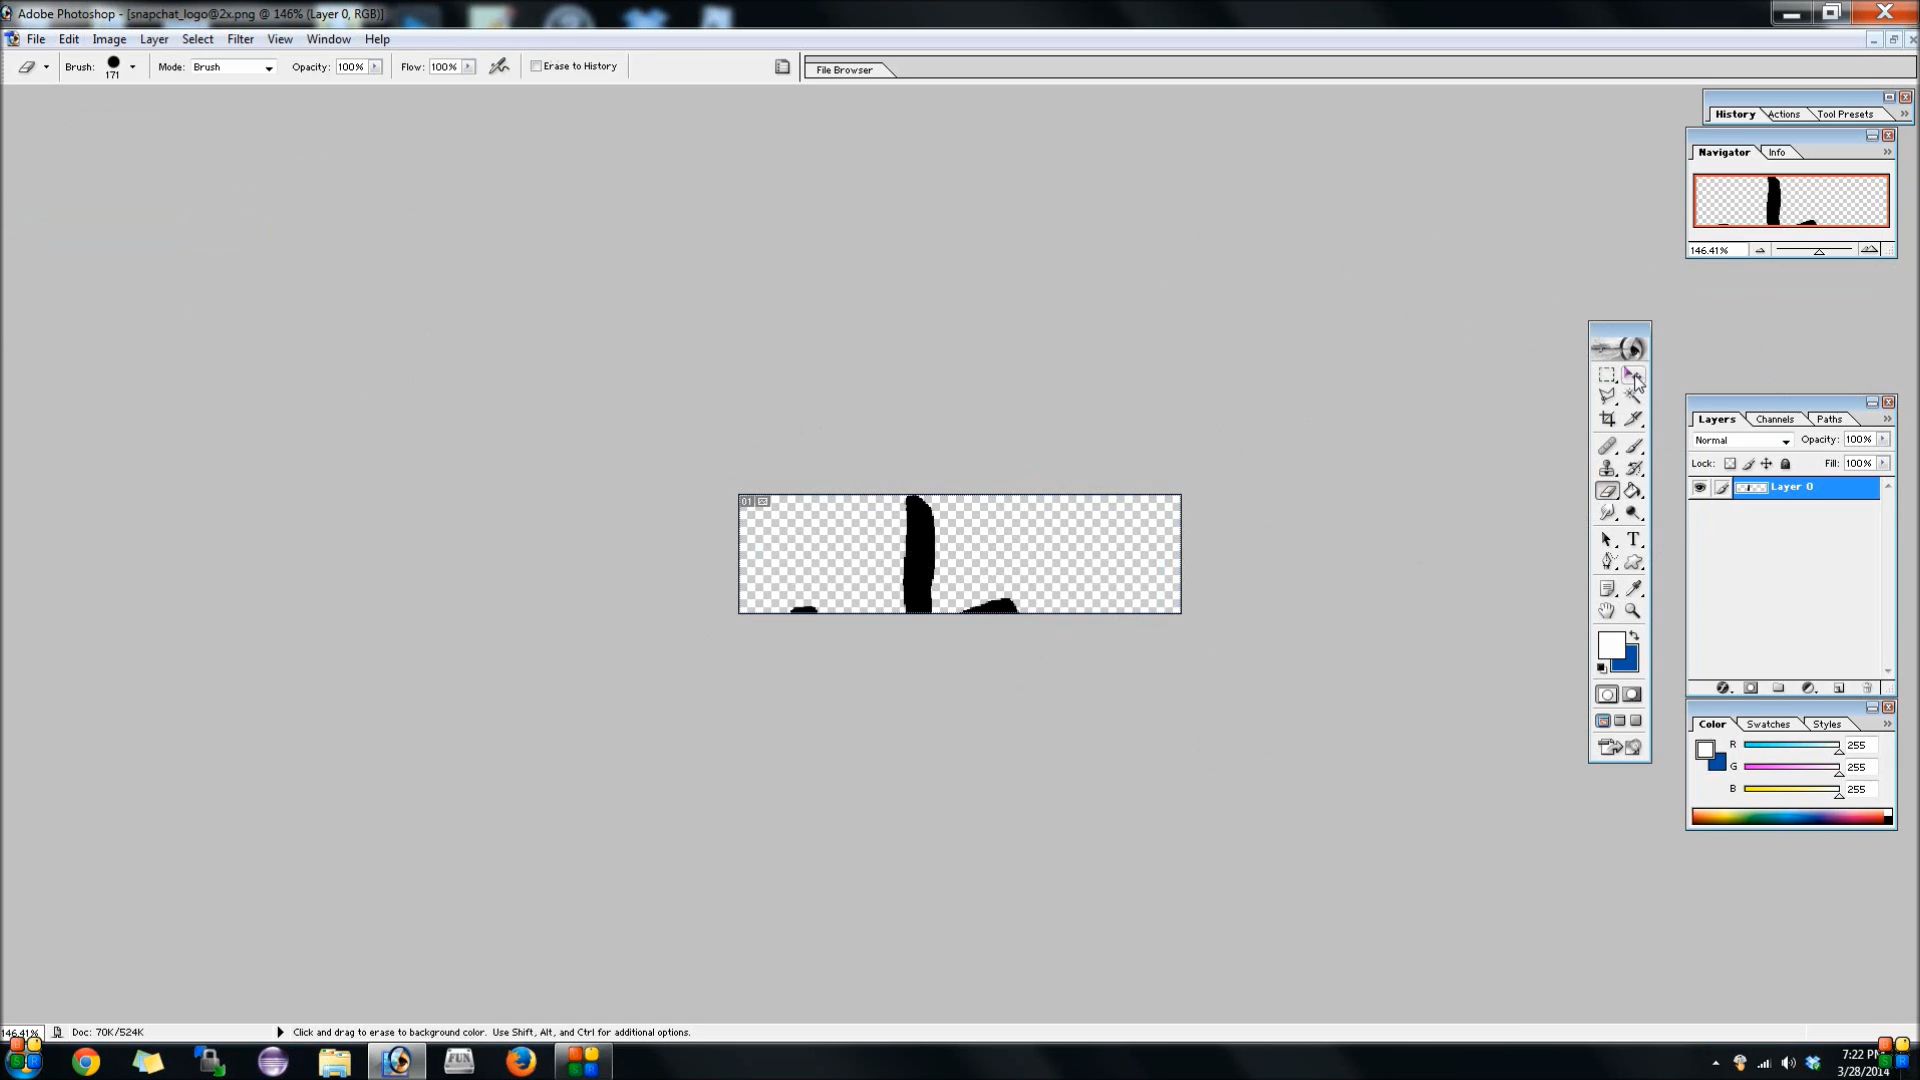 Adobe Photoshop - [snapchat_logo@2x.png @ 146% (Layer 0, RGB)]
File Edit Image Layer Select Filter View Window Help
Brush: 171 Mode: Brush Opacity: 100% Flow: 100% Erase to History File Browser
History Actions Tool Presets
Navigator Info
146.41%
Layers Channels Paths
Normal Opacity: 100%
Lock: Fill: 100%
Layer 0
01
T
Color Swatches Styles
R 255
G 255
B 255
146.41% Doc: 70K/524K Click and drag to erase to background color. Use Shift, Alt, and Ctrl for additional options.
FUN
7:22 PM
3/28/2014